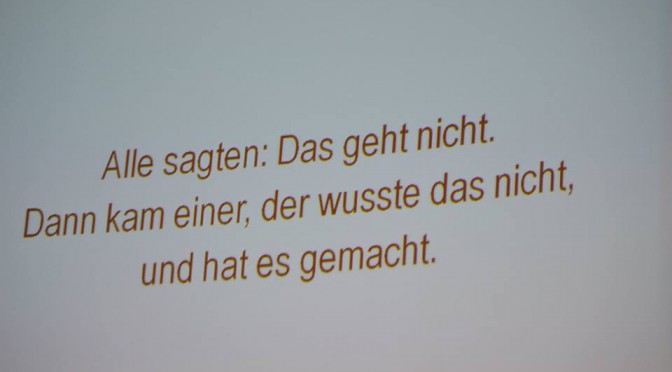 Alle sagten: Das geht nicht.
Dann kam einer, der wusste das nicht,
und hat es gemacht.